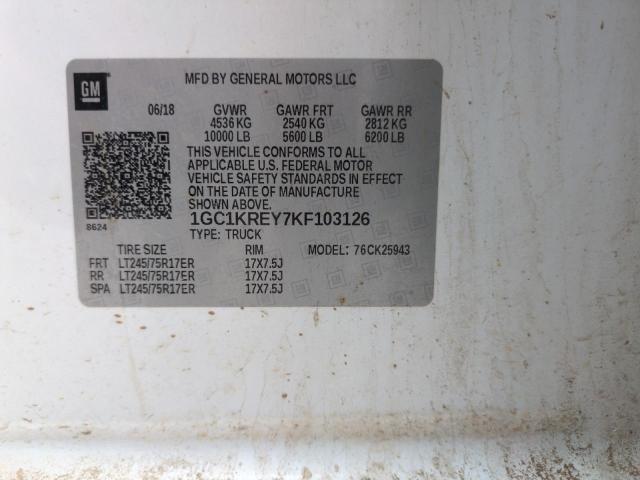 GM
MFD BY GENERAL MOTORS LLC
06/18 GVWR GAWR FRT GAWR RR
4536 KG 2540 KG 2812 KG
10000 LB 5600 LB 6200 LB
THIS VEHICLE CONFORMS TO ALL
APPLICABLE U.S. FEDERAL MOTOR
VEHICLE SAFETY STANDARDS IN EFFECT
ON THE DATE OF MANUFACTURE
SHOWN ABOVE.
1GC1KREY7KF103126
8624
TYPE: TRUCK
TIRE SIZE RIM MODEL: 76CK25943
FRT LT245/75R17ER 17X7.5J
RR LT245/75R17ER 17X7.5J
SPA LT245/75R17ER 17X7.5J